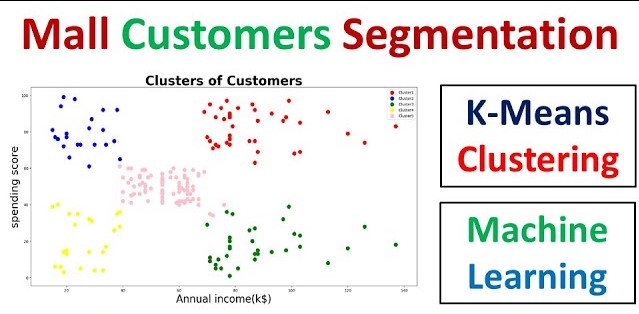 Mall Customers Segmentation
Clusters of Customers
Cluster1
Cluster2
Cluster3
Cluster4
Cluster5
spending score
100
80
60
40
20
0
20
40
60
80
100
120
140
Annual income(k$)
K-Means
Clustering
Machine
Learning